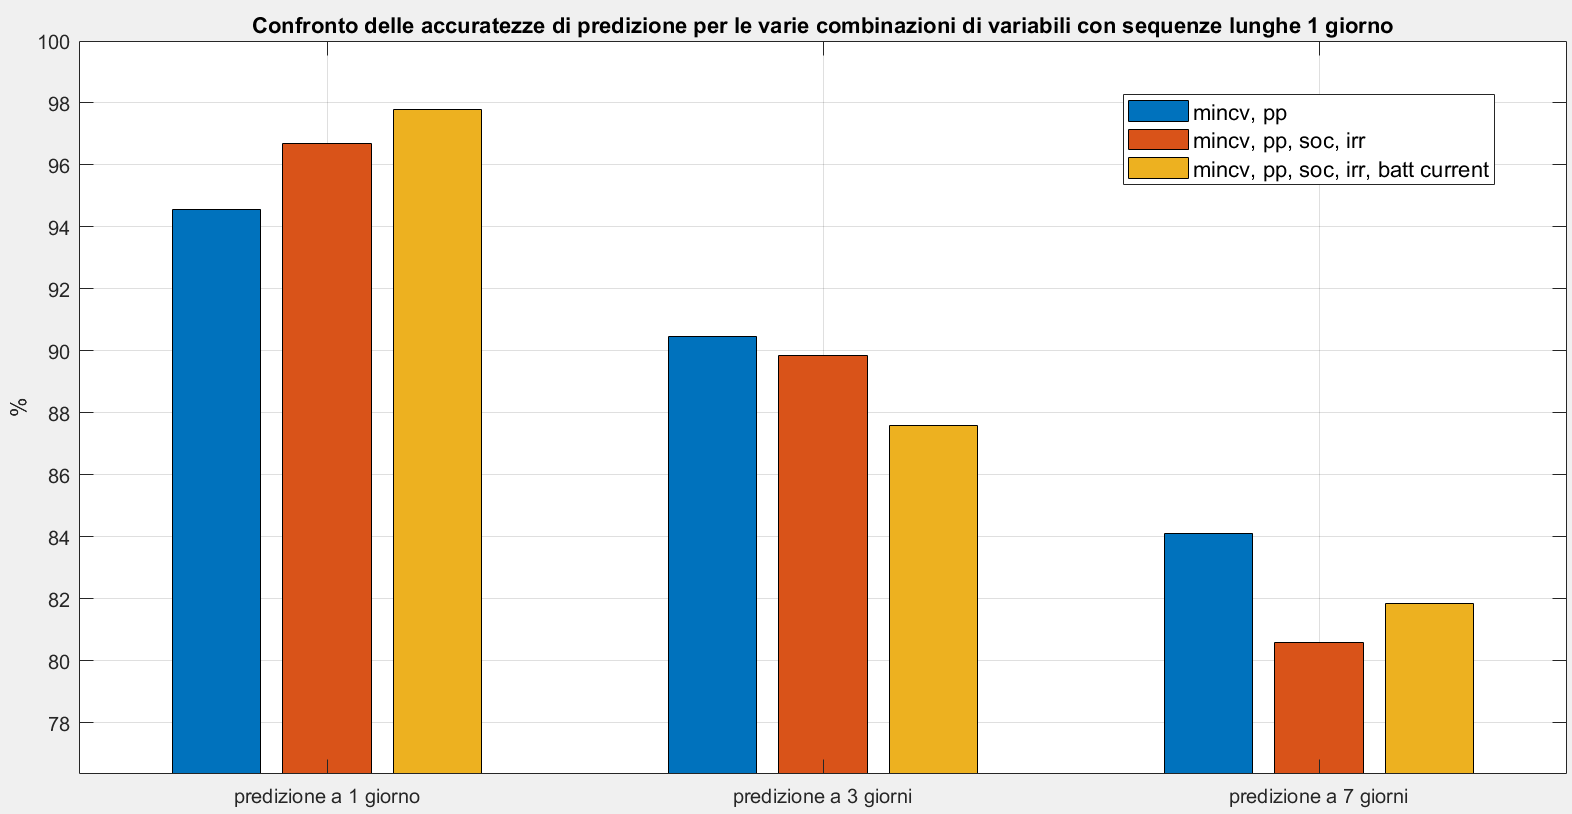 Confronto delle accuratezze di predizione per le varie combinazioni di variabili con sequenze lunghe 1 giorno
100
98
96
94
92
90
88
86
84
82
80
78
%
mincv, pp
mincv, pp, soc, irr
mincv, pp, soc, irr, batt current
predizione a 1 giorno
predizione a 3 giorni
predizione a 7 giorni